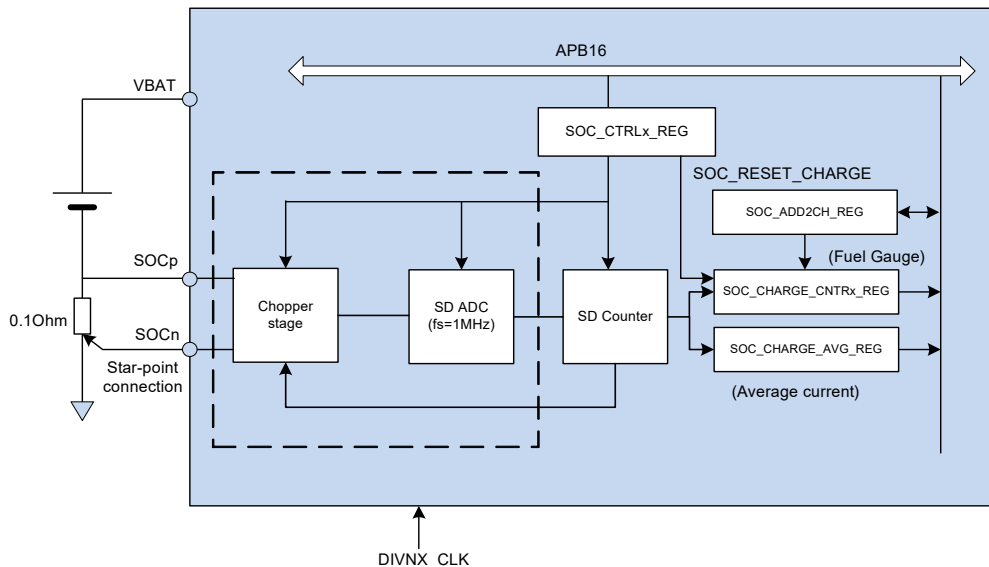 APB16
VBAT
SOC_CTRLx_REG
SOC_RESET_CHARGE
SOC_ADD2CH_REG
(Fuel Gauge)
SOCp
Chopper
stage
SD ADC
(fs=1MHz)
SD Counter
SOC_CHARGE_CNTRx_REG
0.1Ohm
SOCn
SOC_CHARGE_AVG_REG
Star-point
connection
(Average current)
DIVNX_CLK